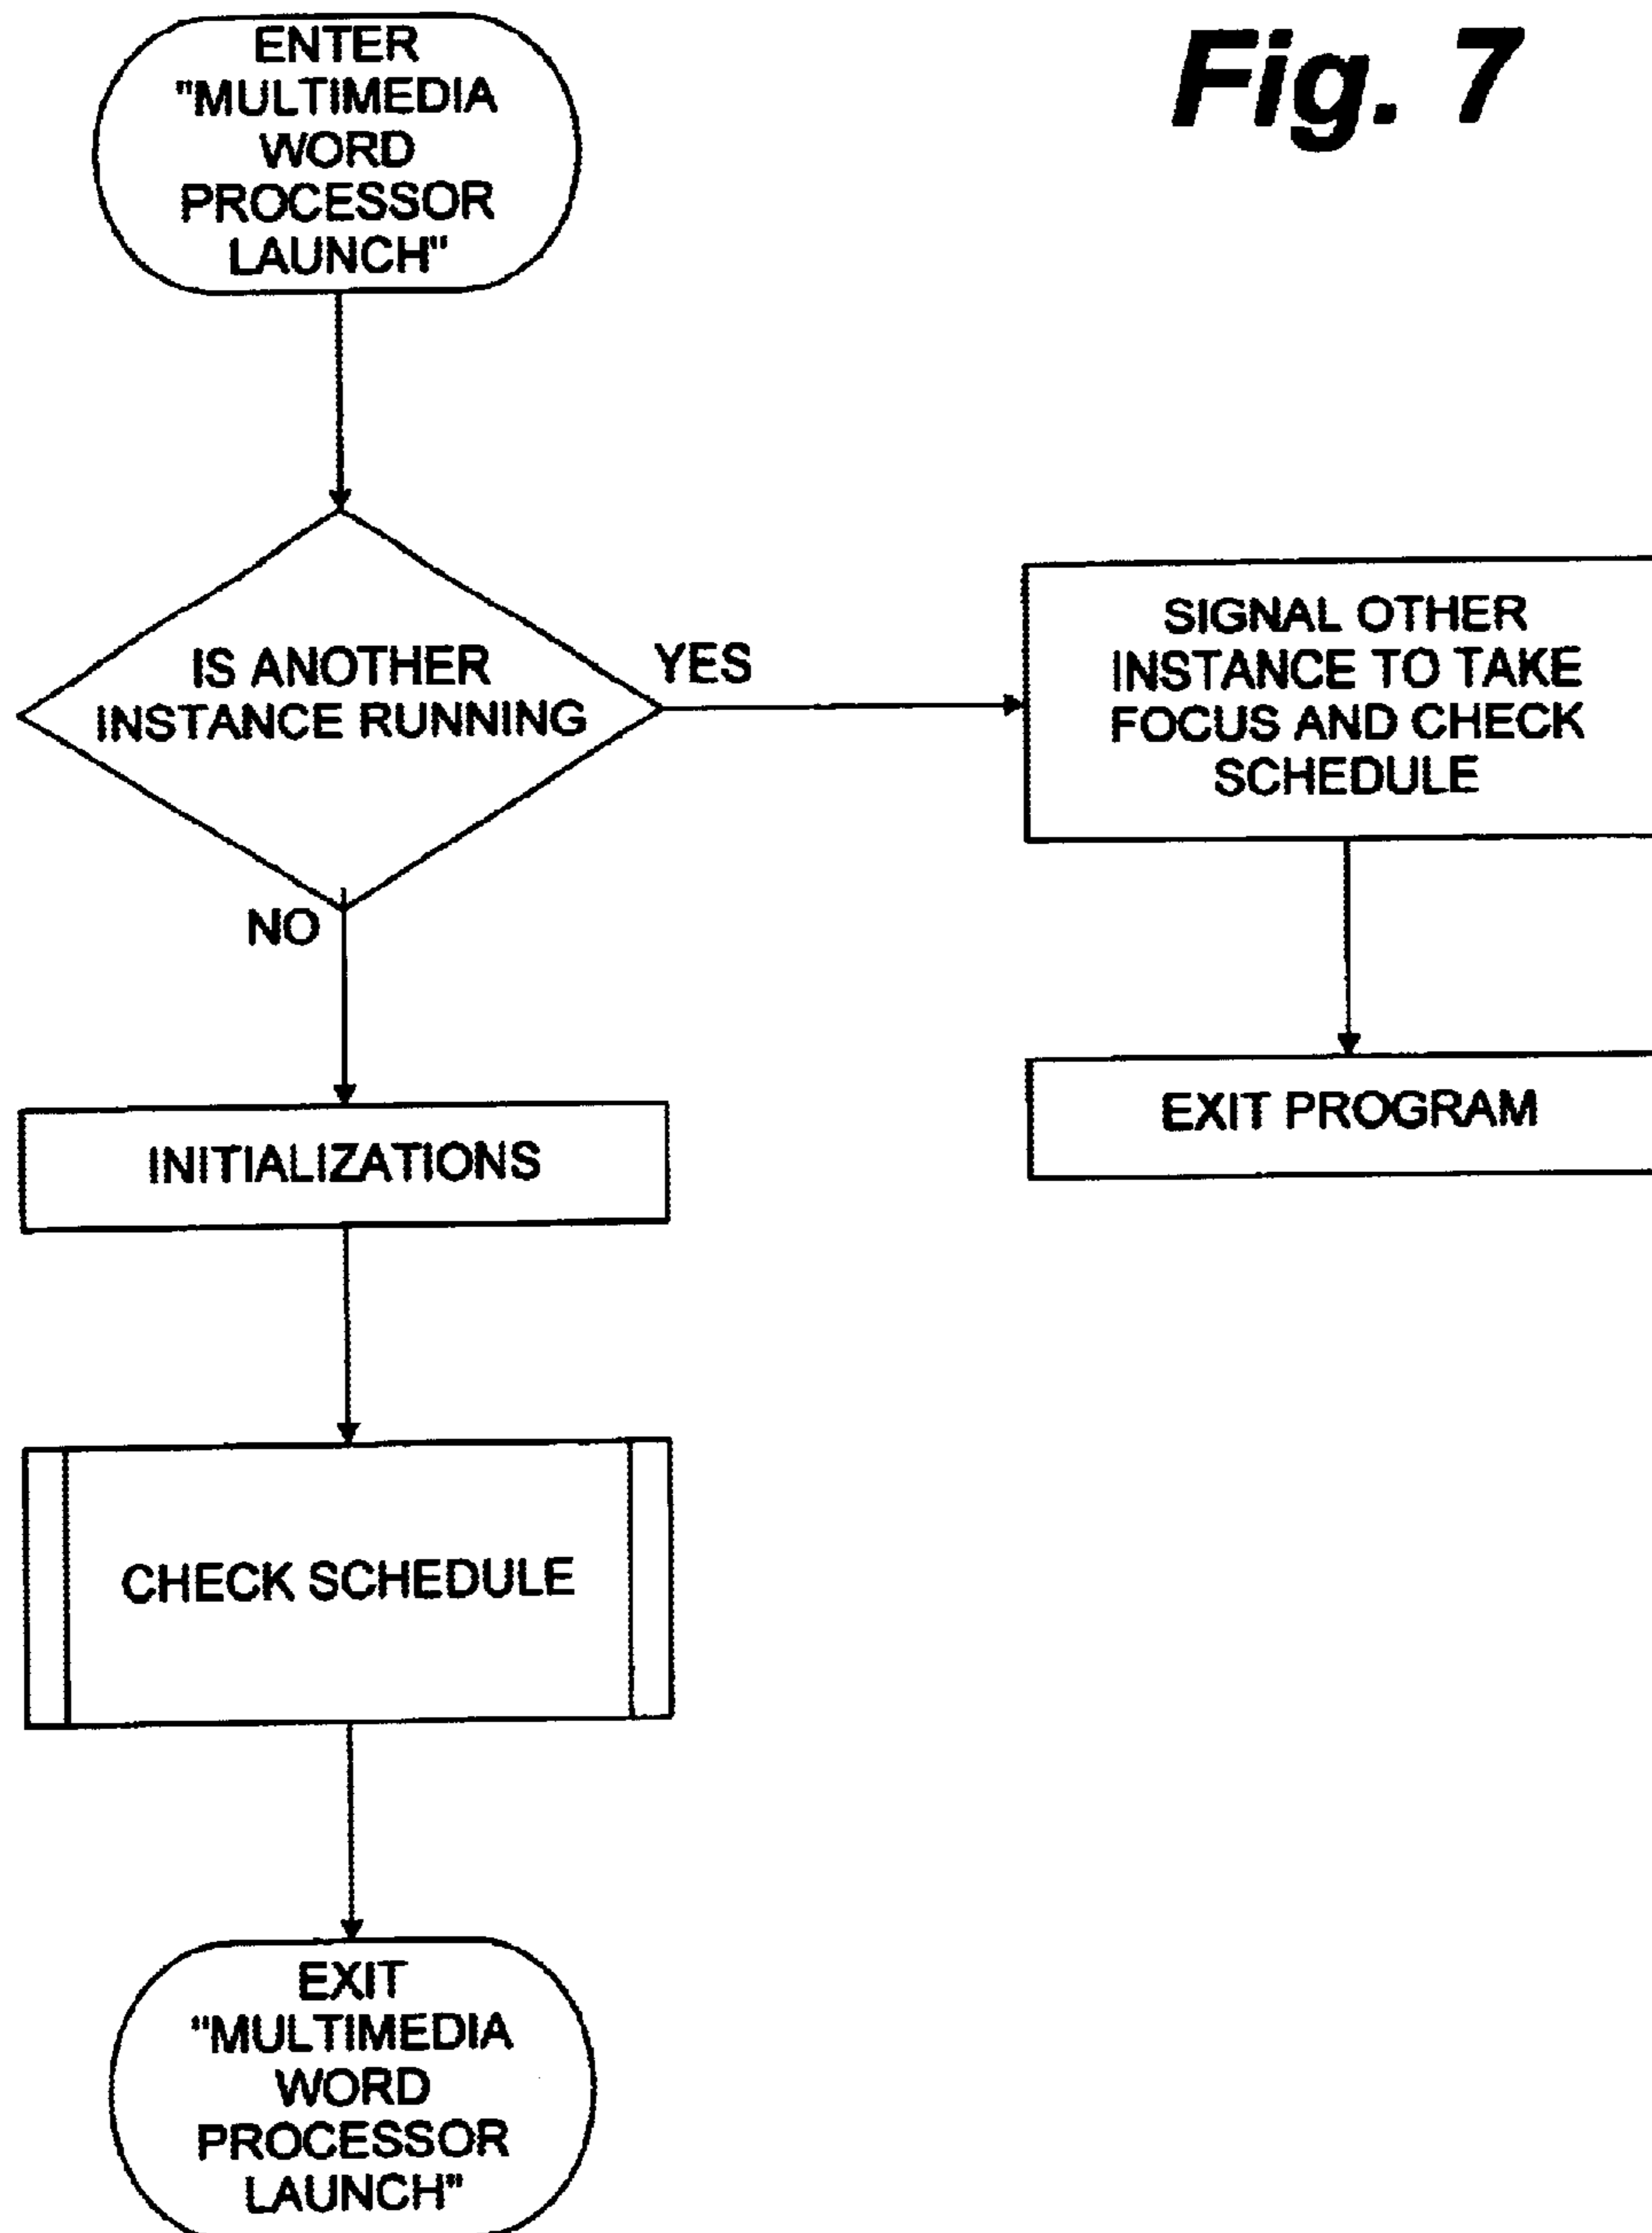 Fig. 7
ENTER
"MULTIMEDIA
WORD
PROCESSOR
LAUNCH"
IS ANOTHER
INSTANCE RUNNING
YES
SIGNAL OTHER
INSTANCE TO TAKE
FOCUS AND CHECK
SCHEDULE
EXIT PROGRAM
NO
INITIALIZATIONS
CHECK SCHEDULE
EXIT
"MULTIMEDIA
WORD
PROCESSOR
LAUNCH"